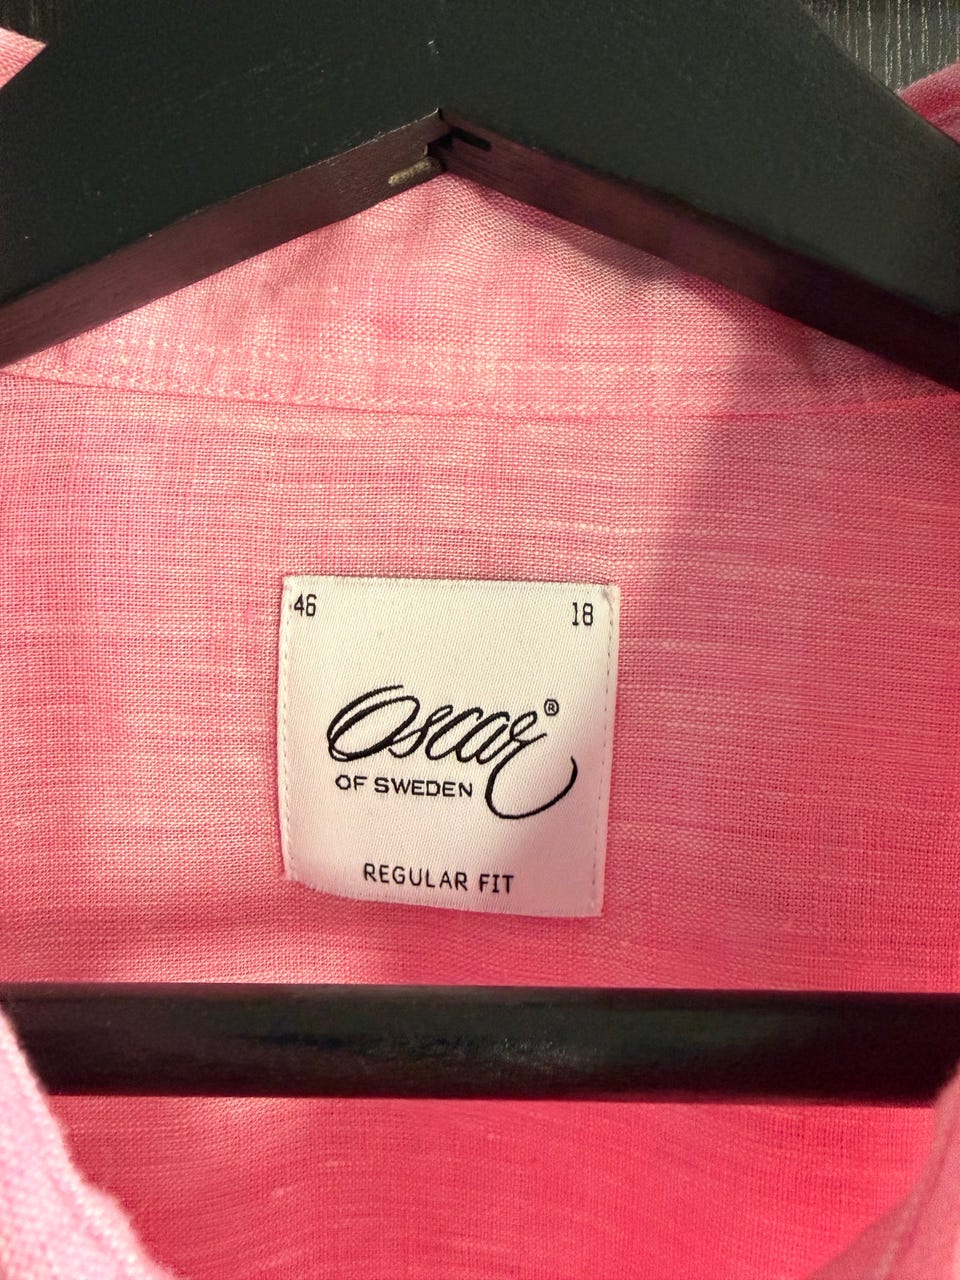 46 18
Oscar®
OF SWEDEN
REGULAR FIT